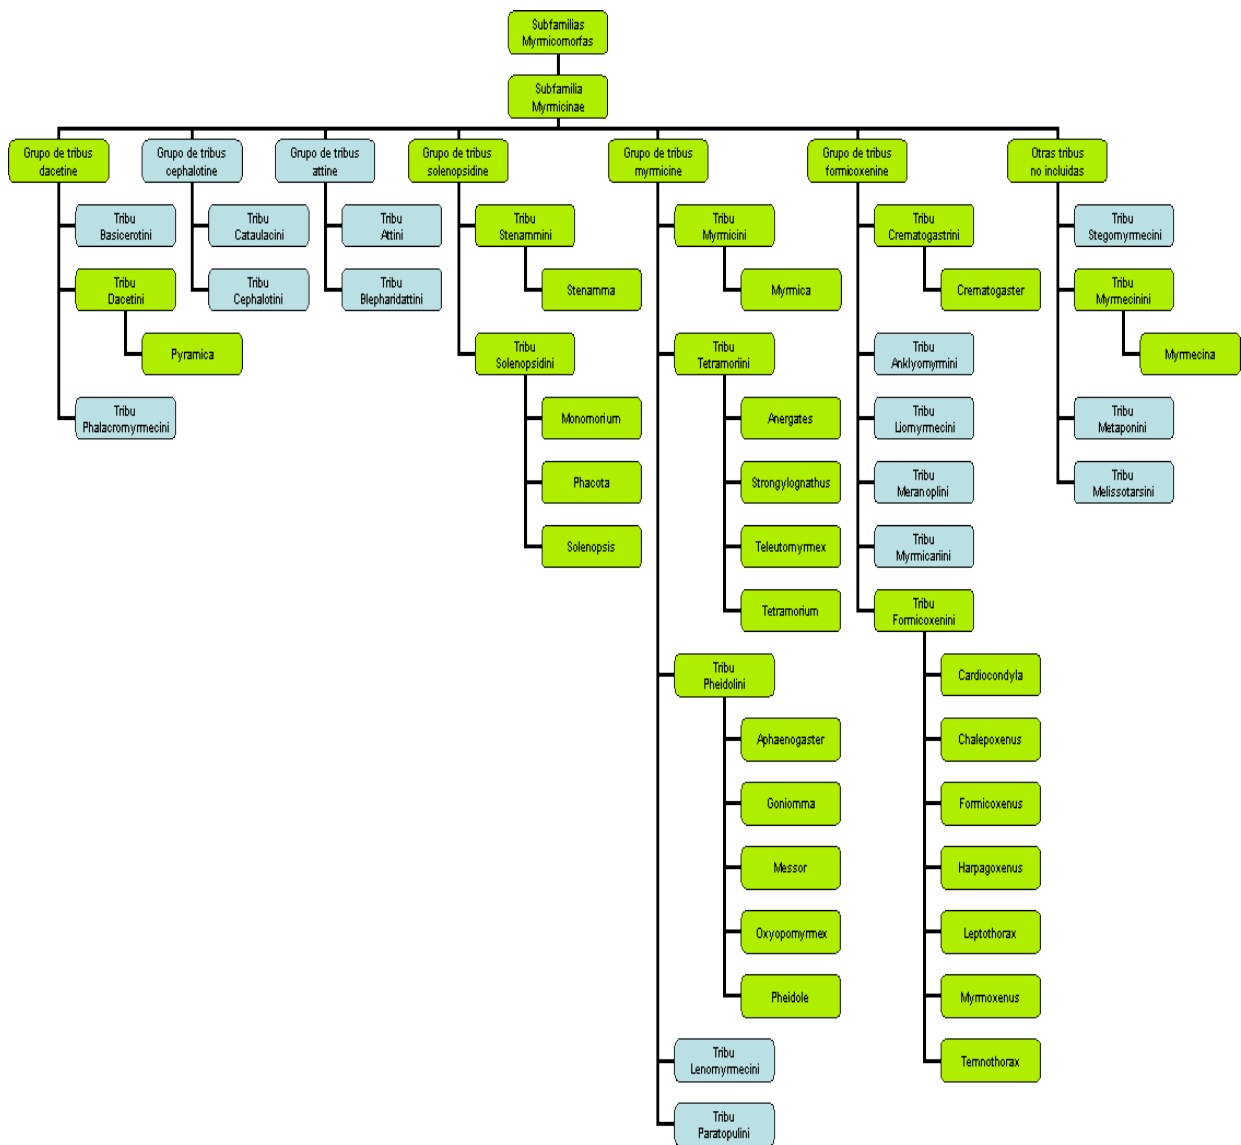 Subfamilias
Myrmicomorfas
Subfamilia
Myrmicinae
Grupo de tribus
dacetine
Grupo de tribus
cephalotine
Grupo de tribus
attine
Grupo de tribus
solenopsidine
Grupo de tribus
myrmicine
Grupo de tribus
formicoxenine
Otras tribus
no incluidas
Tribu
Basicerotini
Tribu
Dacetini
Pyramica
Tribu
Phalacromyrmecini
Tribu
Cataulacini
Tribu
Cephalotini
Tribu
Attini
Tribu
Blepharidattini
Tribu
Stenammini
Stenamma
Tribu
Solenopsidini
Monomorium
Phacota
Solenopsis
Tribu
Myrmicini
Myrmica
Tribu
Tetramoriini
Anergates
Strongylognathus
Teleutomyrmex
Tetramorium
Tribu
Pheidolini
Aphaenogaster
Goniomma
Messor
Oxyopomyrmex
Pheidole
Tribu
Lenomyrmecini
Tribu
Paratopulini
Tribu
Crematogastrini
Crematogaster
Tribu
Anklyomyrmini
Tribu
Liomyrmecini
Tribu
Meranoplini
Tribu
Myrmicariini
Tribu
Formicoxenini
Cardiocondyla
Chalepoxenus
Formicoxenus
Harpagoxenus
Leptothorax
Myrmoxenus
Temnothorax
Tribu
Stegomyrmecini
Tribu
Myrmecinini
Myrmecina
Tribu
Metaponini
Tribu
Melissotarsini